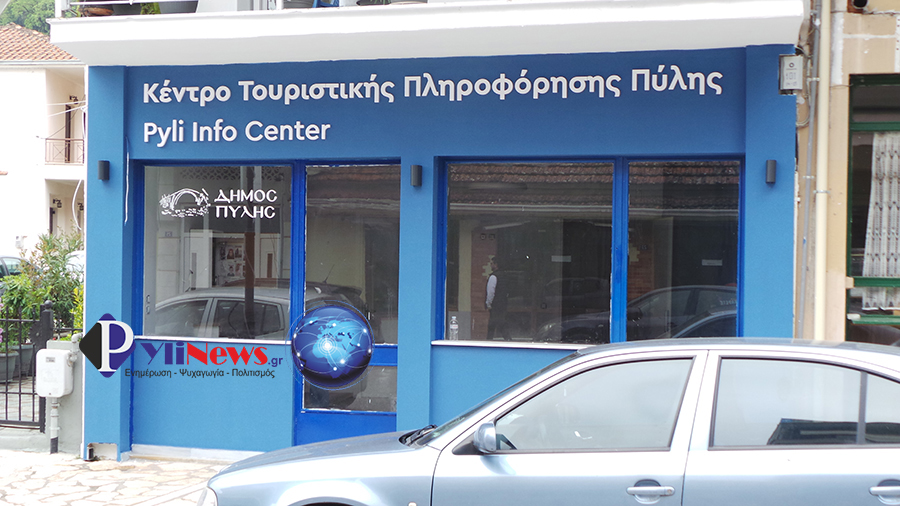 Κέντρο Τουριστικής Πληροφόρησης Πύλης
Pyli Info Center
ΔΗΜΟΣ
ΠΥΛΗΣ
PyliNews.gr
Ενημέρωση - Ψυχαγωγία - Πολιτισμός